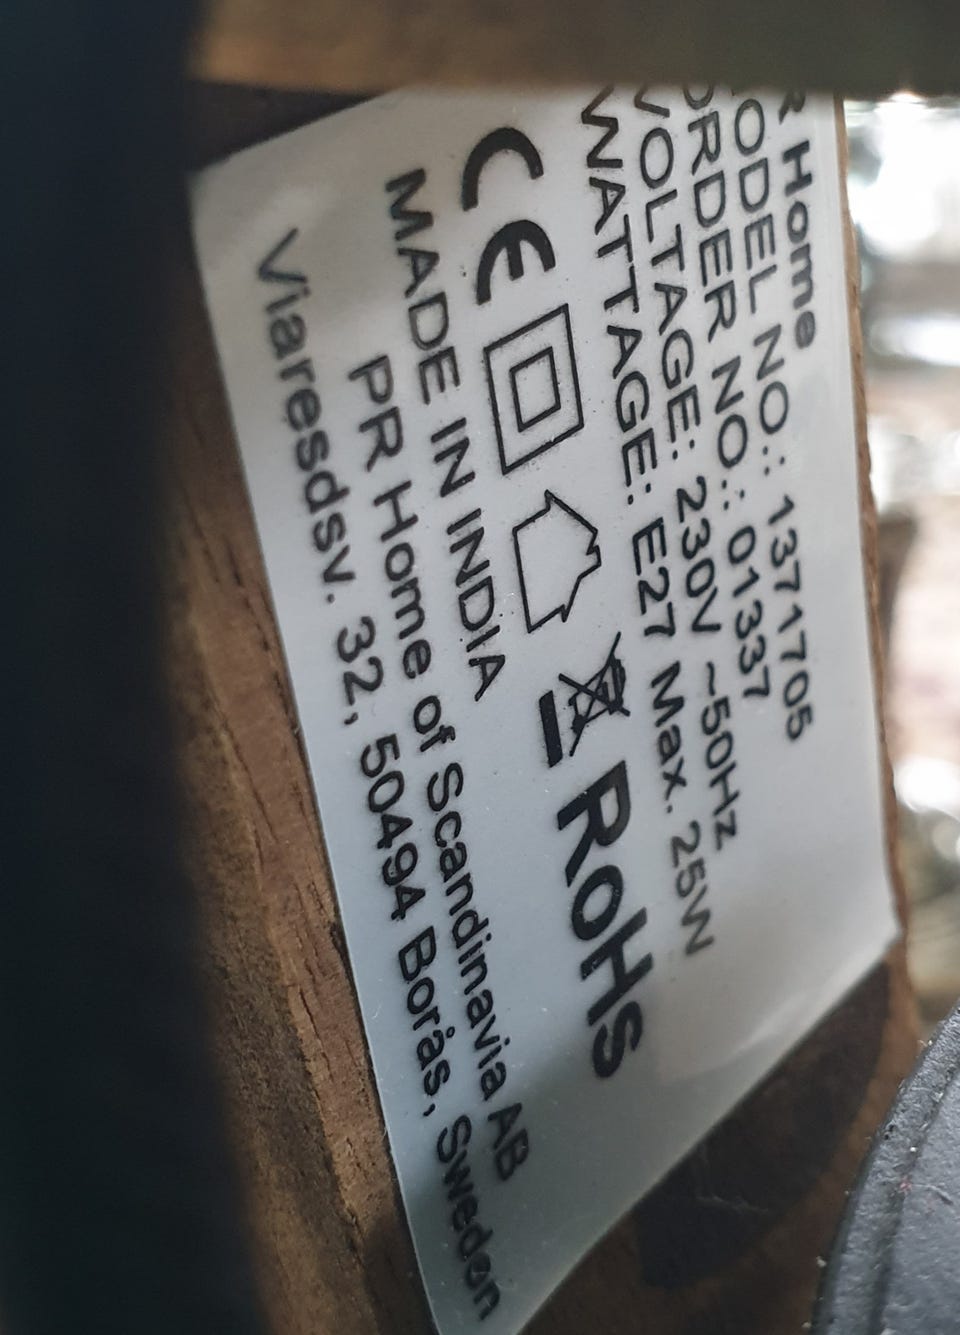 R Home
ODEL NO.: 1371705
ORDER NO.: 01337
VOLTAGE: 230V ~50Hz
WATTAGE: E27 Max. 25W
CE RoHS
MADE IN INDIA
PR Home of Scandinavia AB
Viaresdsv. 32, 50494 Borås, Sweden